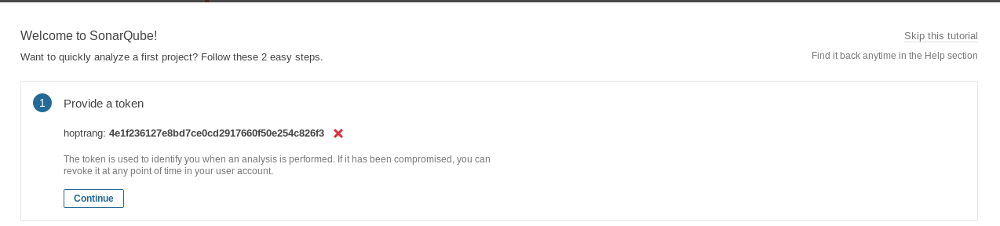 Welcome to SonarQube!
Skip this tutorial
Want to quickly analyze a first project? Follow these 2 easy steps.
Find it back anytime in the Help section
1 Provide a token
hoptrang: 4e1f236127e8bd7ce0cd2917660f50e254c826f3
The token is used to identify you when an analysis is performed. If it has been compromised, you can
revoke it at any point of time in your user account.
Continue